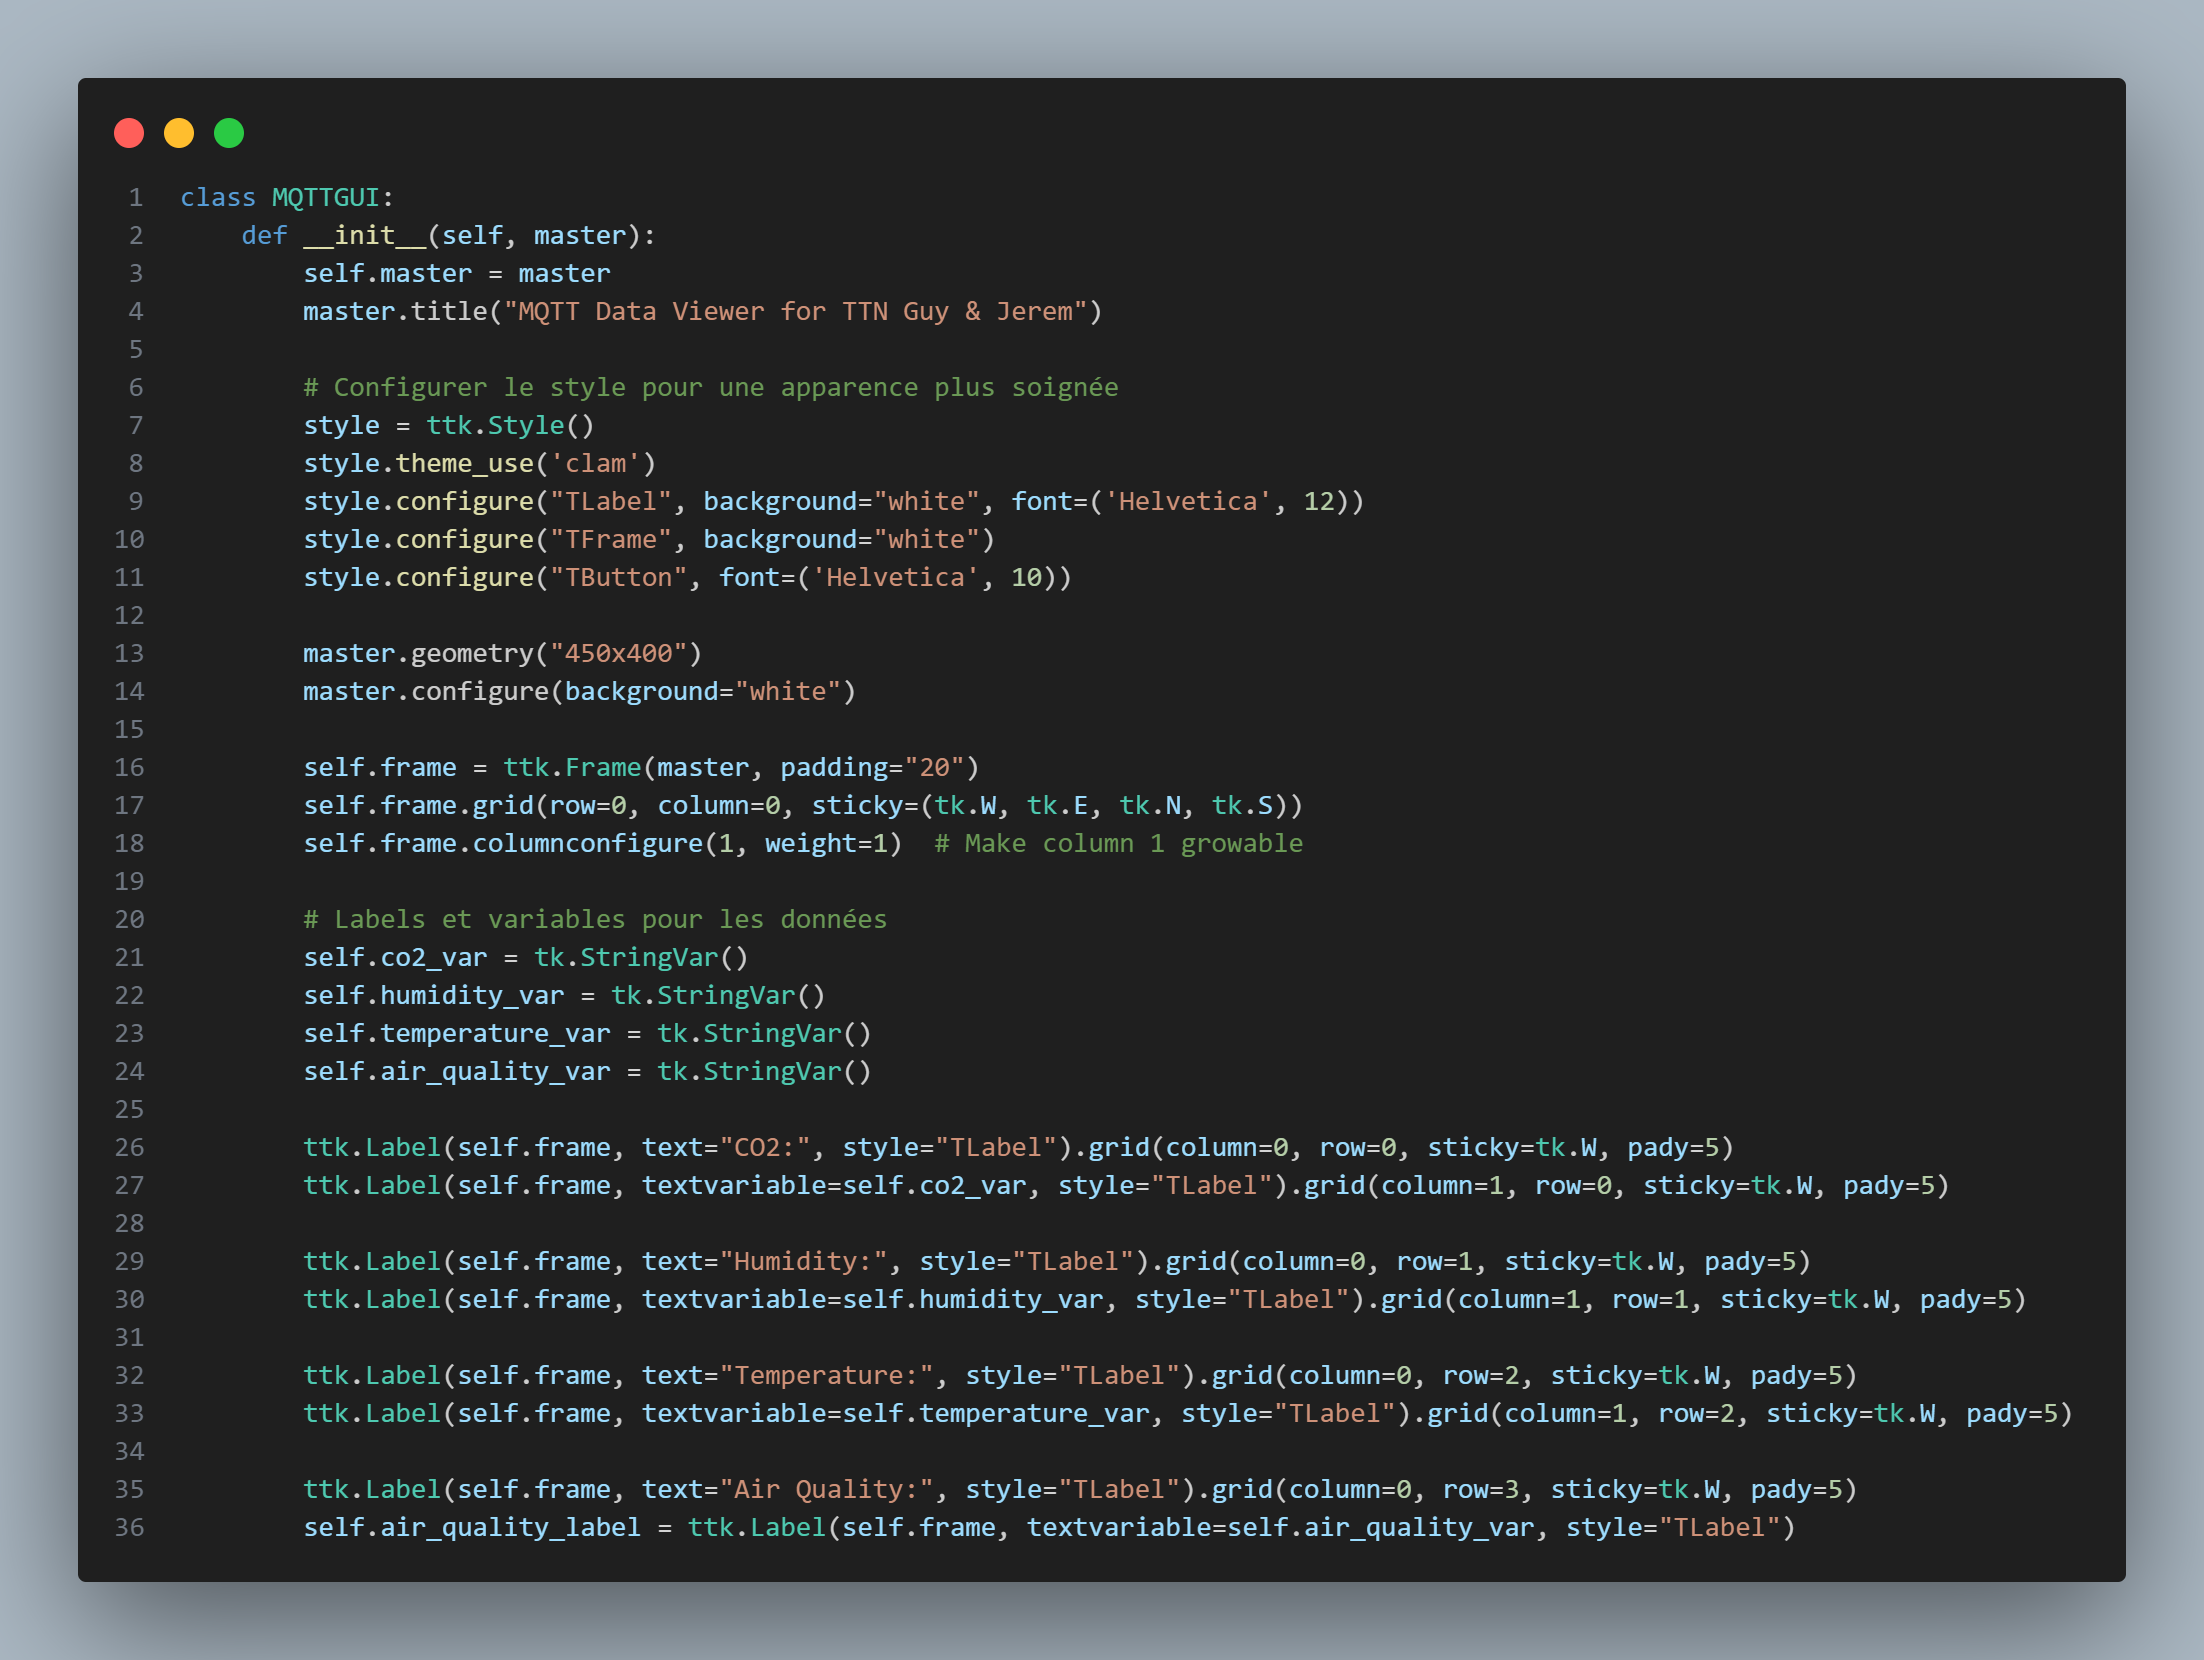 1 class MQTTGUI:
2     def __init__(self, master):
3         self.master = master
4         master.title("MQTT Data Viewer for TTN Guy & Jerem")
5
6         # Configurer le style pour une apparence plus soignée
7         style = ttk.Style()
8         style.theme_use('clam')
9         style.configure("TLabel", background="white", font=('Helvetica', 12))
10         style.configure("TFrame", background="white")
11         style.configure("TButton", font=('Helvetica', 10))
12
13         master.geometry("450x400")
14         master.configure(background="white")
15
16         self.frame = ttk.Frame(master, padding="20")
17         self.frame.grid(row=0, column=0, sticky=(tk.W, tk.E, tk.N, tk.S))
18         self.frame.columnconfigure(1, weight=1)  # Make column 1 growable
19
20         # Labels et variables pour les données
21         self.co2_var = tk.StringVar()
22         self.humidity_var = tk.StringVar()
23         self.temperature_var = tk.StringVar()
24         self.air_quality_var = tk.StringVar()
25
26         ttk.Label(self.frame, text="CO2:", style="TLabel").grid(column=0, row=0, sticky=tk.W, pady=5)
27         ttk.Label(self.frame, textvariable=self.co2_var, style="TLabel").grid(column=1, row=0, sticky=tk.W, pady=5)
28
29         ttk.Label(self.frame, text="Humidity:", style="TLabel").grid(column=0, row=1, sticky=tk.W, pady=5)
30         ttk.Label(self.frame, textvariable=self.humidity_var, style="TLabel").grid(column=1, row=1, sticky=tk.W, pady=5)
31
32         ttk.Label(self.frame, text="Temperature:", style="TLabel").grid(column=0, row=2, sticky=tk.W, pady=5)
33         ttk.Label(self.frame, textvariable=self.temperature_var, style="TLabel").grid(column=1, row=2, sticky=tk.W, pady=5)
34
35         ttk.Label(self.frame, text="Air Quality:", style="TLabel").grid(column=0, row=3, sticky=tk.W, pady=5)
36         self.air_quality_label = ttk.Label(self.frame, textvariable=self.air_quality_var, style="TLabel")